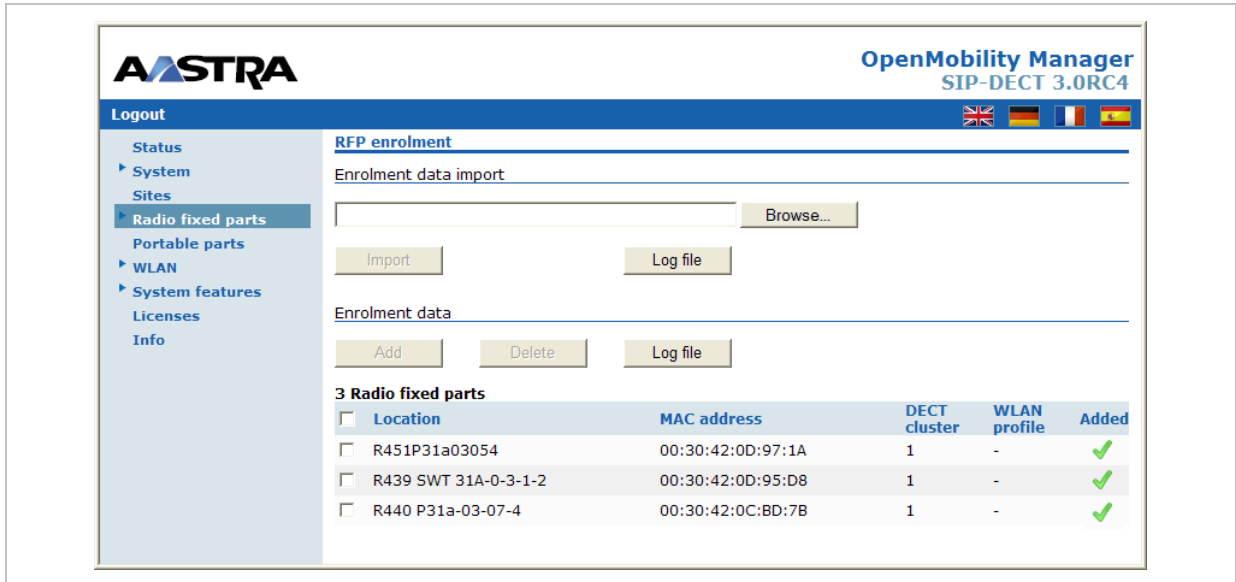 AASTRA
OpenMobility Manager
SIP-DECT 3.0RC4
Logout
Status
System
Sites
Radio fixed parts
Portable parts
WLAN
System features
Licenses
Info
RFP enrolment
Enrolment data import
Browse...
Import
Log file
Enrolment data
Add
Delete
Log file
3 Radio fixed parts
Location MAC address DECT cluster WLAN profile Added
R451P31a03054 00:30:42:0D:97:1A 1 -
R439 SWT 31A-0-3-1-2 00:30:42:0D:95:D8 1 -
R440 P31a-03-07-4 00:30:42:0C:BD:7B 1 -